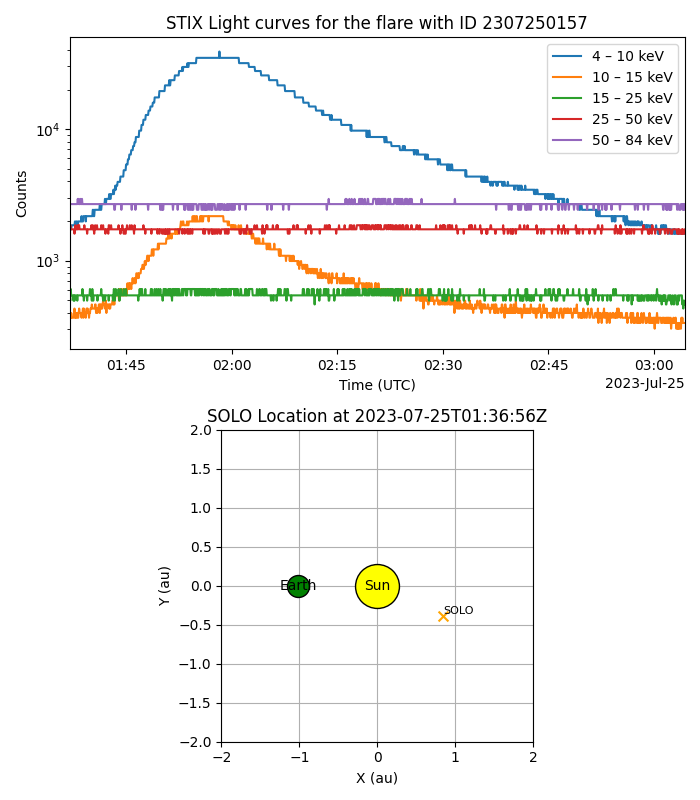 STIX Light curves for the flare with ID 2307250157
4 – 10 keV
10 – 15 keV
15 – 25 keV
25 – 50 keV
50 – 84 keV
Counts
10⁴
10³
01:45 02:00 02:15 02:30 02:45 03:00
Time (UTC)
2023-Jul-25
SOLO Location at 2023-07-25T01:36:56Z
2.0
1.5
1.0
0.5
0.0
−0.5
−1.0
−1.5
−2.0
Y (au)
Earth
Sun
SOLO
−2 −1 0 1 2
X (au)